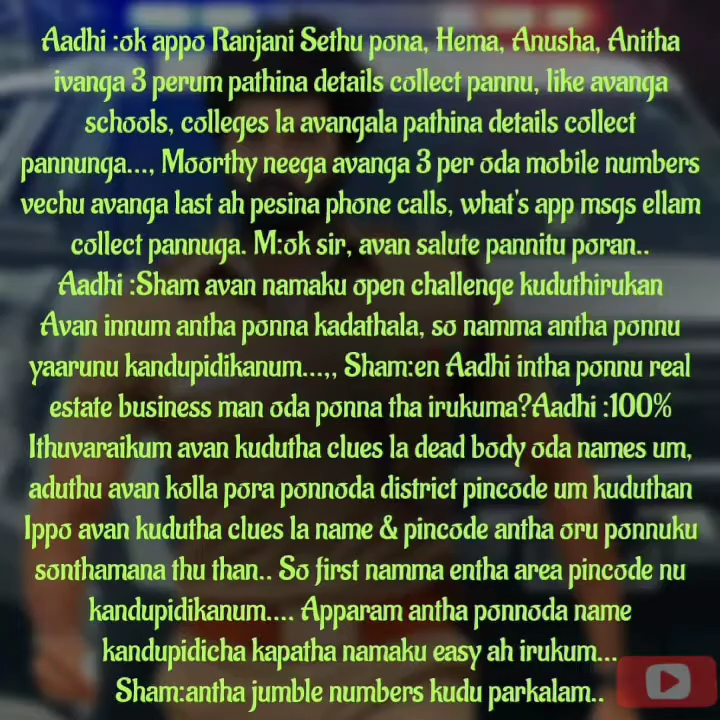 Aadhi :ok appo Ranjani Sethu pona, Hema, Anusha, Anitha
ivanga 3 perum pathina details collect pannu, like avanga
schools, colleges la avangala pathina details collect
pannunga..., Moorthy neega avanga 3 per oda mobile numbers
vechu avanga last ah pesina phone calls, what's app msgs ellam
collect pannuga. M:ok sir, avan salute pannitu poran..
Aadhi :Sham avan namaku open challenge kuduthirukan
Avan innum antha ponna kadathala, so namma antha ponnu
yaarunu kandupidikanum...,, Sham:en Aadhi intha ponnu real
estate business man oda ponna tha irukuma?Aadhi :100%
Ithuvaraikum avan kudutha clues la dead body oda names um,
aduthu avan kolla pora ponnoda district pincode um kuduthan
Ippo avan kudutha clues la name & pincode antha oru ponnuku
sonthamana thu than.. So first namma entha area pincode nu
kandupidikanum.... Apparam antha ponnoda name
kandupidicha kapatha namaku easy ah irukum...
Sham:antha jumble numbers kudu parkalam..